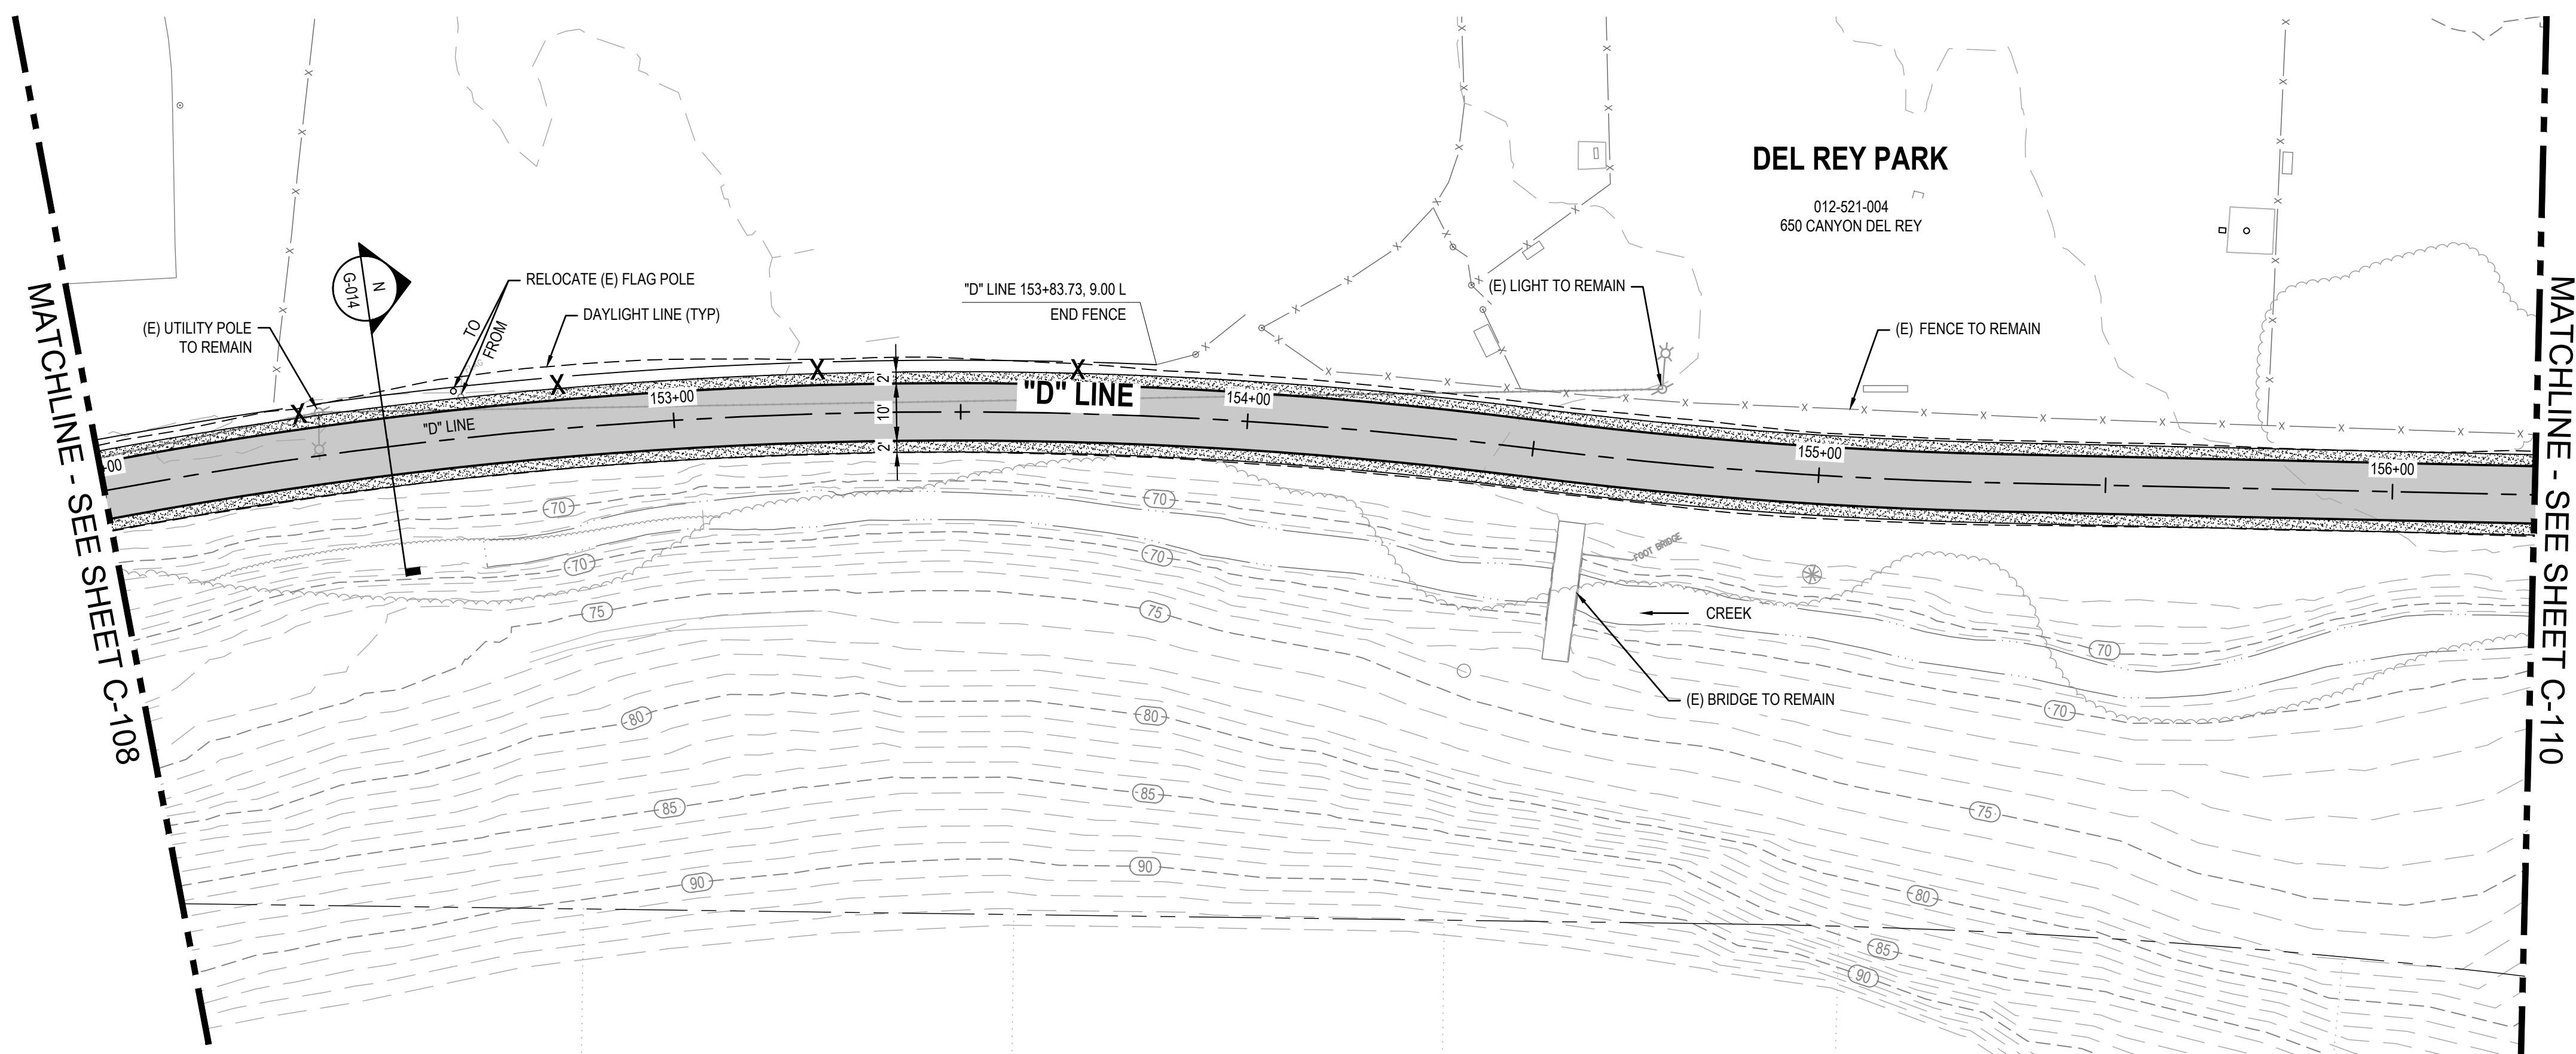 MATCHLINE - SEE SHEET C-108
(E) UTILITY POLE
TO REMAIN
N
G-014
RELOCATE (E) FLAG POLE
TO
FROM
DAYLIGHT LINE (TYP)
"D" LINE 153+83.73, 9.00 L
END FENCE
(E) LIGHT TO REMAIN
DEL REY PARK
012-521-004
650 CANYON DEL REY
(E) FENCE TO REMAIN
+00
"D" LINE
153+00
2'
10'
2'
"D" LINE
154+00
155+00
156+00
70
70
70
70
75
75
80
80
85
85
90
90
FOOT BRIDGE
CREEK
(E) BRIDGE TO REMAIN
70
70
75
80
85
90
MATCHLINE - SEE SHEET C-110